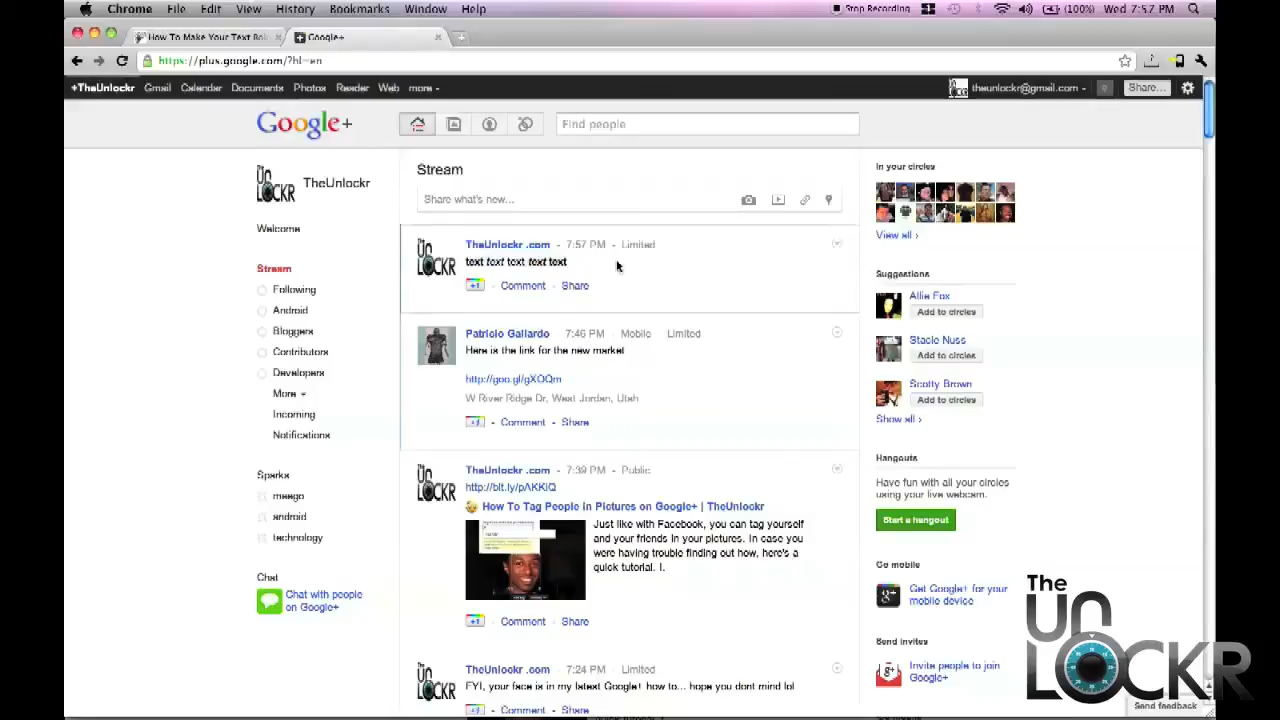 Chrome File Edit View History Bookmarks Window Help Stop Recording (100%) Wed 7:57 PM
How To Make Your Text Bol Google+
https://plus.google.com/?hl=en
+TheUnlockr Gmail Calendar Documents Photos Reader Web more theunlockr@gmail.com Share...
Google+ Find people
THE UNLOCKR TheUnlockr
Welcome
Stream
Following
Android
Bloggers
Contributors
Developers
More
Incoming
Notifications
Sparks
meego
android
technology
Chat
Chat with people
on Google+
Stream
Share what's new...
TheUnlockr .com - 7:57 PM - Limited
text text text text text
+1 - Comment - Share
Patricio Gallardo 7:46 PM Mobile Limited
Here is the link for the new market
http://goo.gl/gXOQm
W River Ridge Dr, West Jordan, Utah
- Comment - Share
TheUnlockr .com - 7:39 PM - Public
http://bit.ly/pAKKlQ
How To Tag People in Pictures on Google+ | TheUnlockr
Just like with Facebook, you can tag yourself
and your friends in your pictures. In case you
were having trouble finding out how, here's a
quick tutorial. I.
+1 - Comment - Share
TheUnlockr .com - 7:24 PM - Limited
FYI, your face is in my latest Google+ how to... hope you dont mind lol
- Comment - Share
In your circles
View all ›
Suggestions
Allie Fox
Add to circles
Stacie Nuss
Add to circles
Scotty Brown
Add to circles
Show all ›
Hangouts
Have fun with all your circles
using your live webcam.
Start a hangout
Go mobile
Get Google+ for your
mobile device
Send invites
Invite people to join
Google+
Send feedback
The
UN
LOCKR